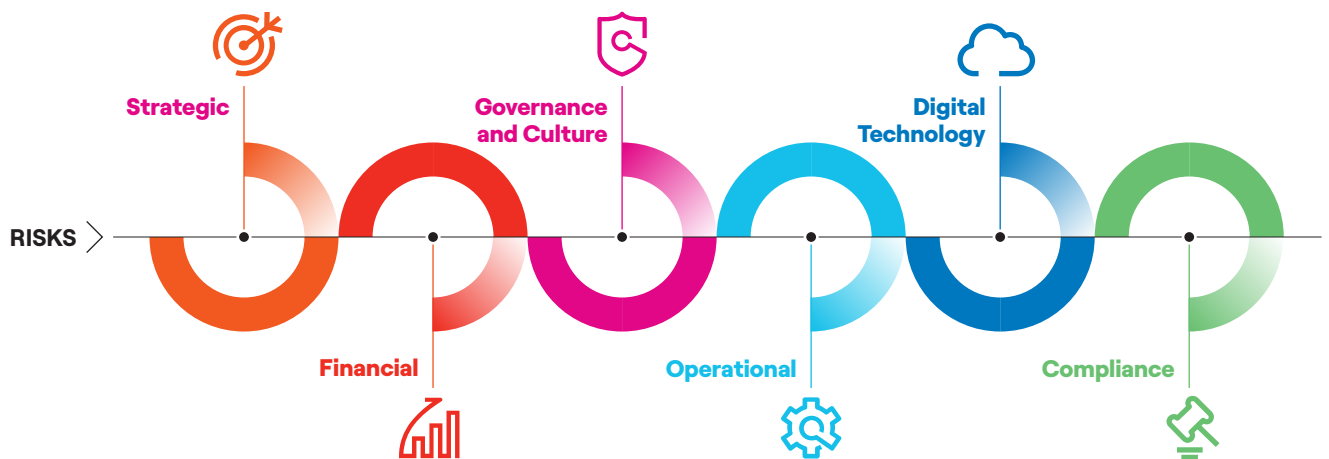 Strategic
Governance
and Culture
Digital
Technology
RISKS
Financial
Operational
Compliance